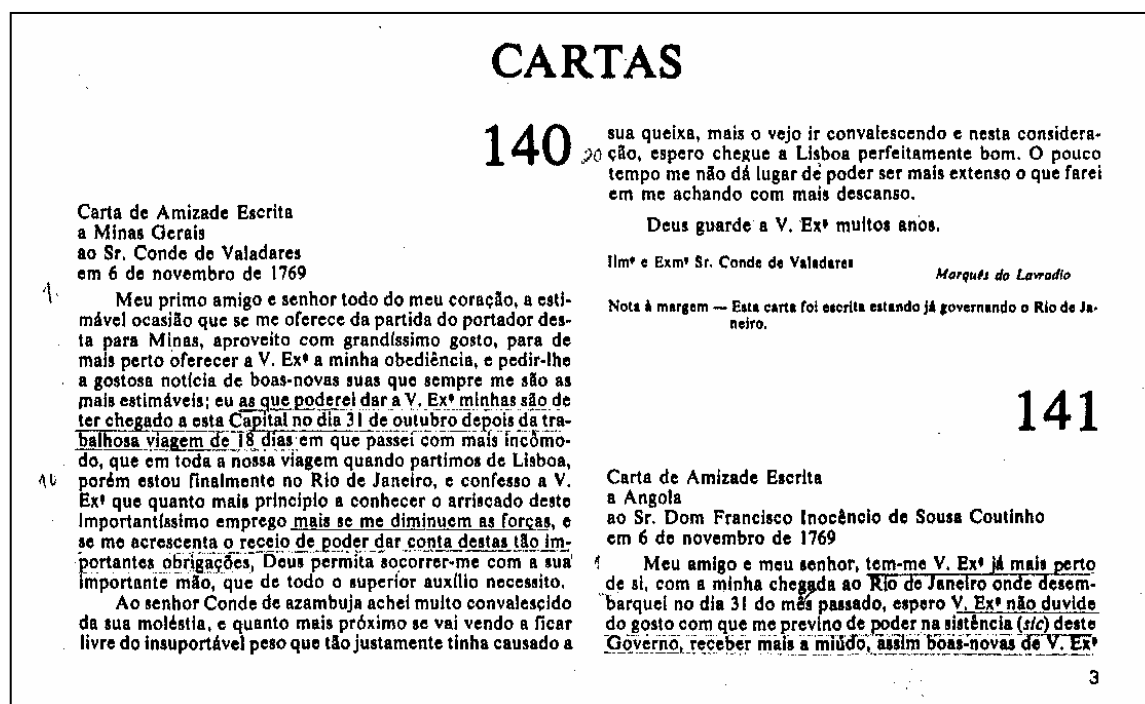 CARTAS
140
Carta de Amizade Escrita
a Minas Gerais
ao Sr. Conde de Valadares
em 6 de novembro de 1769
1.
Meu primo amigo e senhor todo do meu coração, a esti-
mável ocasião que se me oferece da partida do portador des-
ta para Minas, aproveito com grandíssimo gosto, para de
mais perto oferecer a V. Exª a minha obediência, e pedir-lhe
a gostosa notícia de boas-novas suas que sempre me são as
mais estimáveis; eu as que poderei dar a V. Exª minhas são de
ter chegado a esta Capital no dia 31 de outubro depois da tra-
balhosa viagem de 18 dias em que passei com mais incômo-
do, que em toda a nossa viagem quando partimos de Lisboa,
10 porém estou finalmente no Rio de Janeiro, e confesso a V.
Exª que quanto mais principio a conhecer o arriscado deste
importantíssimo emprego mais se me diminuem as forças, e
se me acrescenta o receio de poder dar conta destas tão im-
portantes obrigações, Deus permita socorrer-me com a sua
importante mão, que de todo o superior auxílio necessito.
Ao senhor Conde de azambuja achei muito convalescido
da sua moléstia, e quanto mais próximo se vai vendo a ficar
livre do insuportável peso que tão justamente tinha causado a
sua queixa, mais o vejo ir convalescendo e nesta considera-
20 ção, espero chegue a Lisboa perfeitamente bom. O pouco
tempo me não dá lugar de poder ser mais extenso o que farei
em me achando com mais descanso.
Deus guarde a V. Exª muitos anos.
Ilmº e Exmº Sr. Conde de Valadares
Marquês do Lavradio
Nota à margem — Esta carta foi escrita estando já governando o Rio de Ja-
neiro.
141
Carta de Amizade Escrita
a Angola
ao Sr. Dom Francisco Inocêncio de Sousa Coutinho
em 6 de novembro de 1769
1 Meu amigo e meu senhor, tem-me V. Exª já mais perto
de si, com a minha chegada ao Rio de Janeiro onde desem-
barquei no dia 31 do mês passado, espero V. Exª não duvide
do gosto com que me previno de poder na sistência (sic) deste
Governo, receber mais a miúdo, assim boas-novas de V. Exª
3